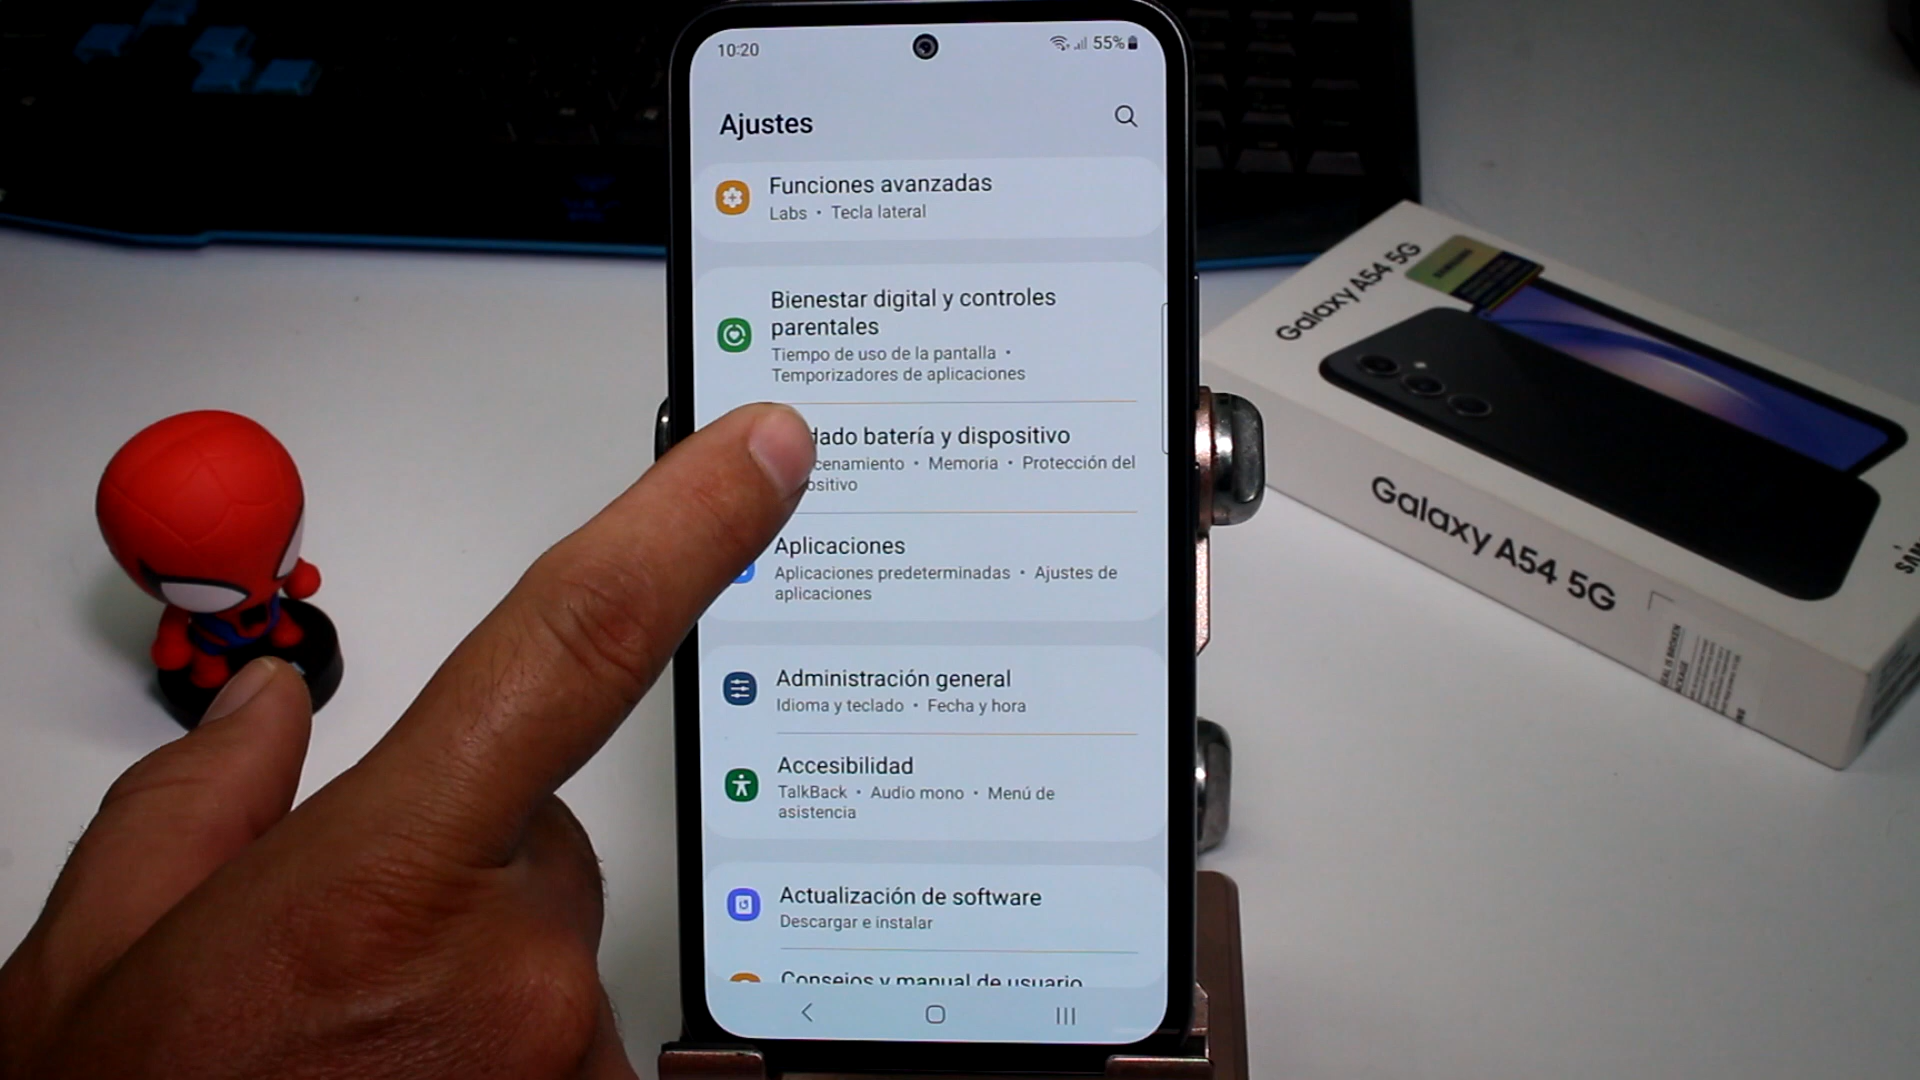 10:20
55%
Ajustes
Funciones avanzadas
Labs • Tecla lateral
Bienestar digital y controles
parentales
Tiempo de uso de la pantalla •
Temporizadores de aplicaciones
dado batería y dispositivo
cenamiento • Memoria • Protección del
ositivo
Aplicaciones
Aplicaciones predeterminadas • Ajustes de
aplicaciones
Administración general
Idioma y teclado • Fecha y hora
Accesibilidad
TalkBack • Audio mono • Menú de
asistencia
Actualización de software
Descargar e instalar
Consejos y manual de usuario
Galaxy A54 5G
Galaxy A54 5G
SAM